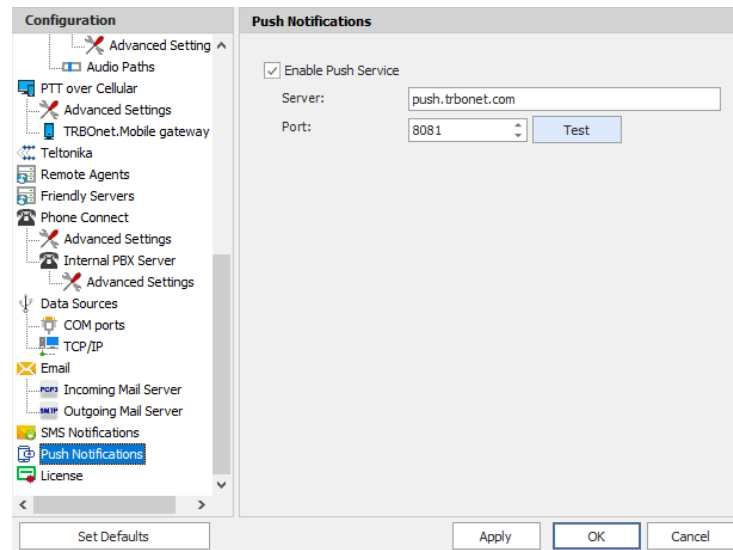 Configuration
Advanced Setting
Audio Paths
PTT over Cellular
Advanced Settings
TRBOnet.Mobile gateway
Teltonika
Remote Agents
Friendly Servers
Phone Connect
Advanced Settings
Internal PBX Server
Advanced Settings
Data Sources
COM ports
TCP/IP
Email
POP3 Incoming Mail Server
SMTP Outgoing Mail Server
SMS Notifications
Push Notifications
License
Set Defaults
Push Notifications
Enable Push Service
Server: push.trbonet.com
Port: 8081 Test
Apply OK Cancel